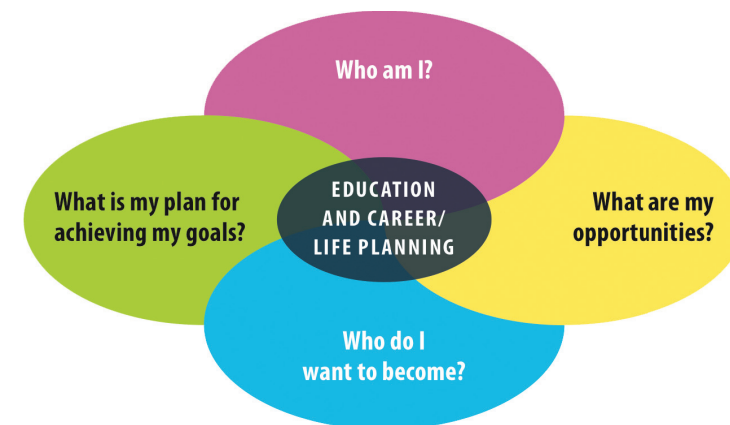 Who am I?
What is my plan for
achieving my goals?
EDUCATION
AND CAREER/
LIFE PLANNING
What are my
opportunities?
Who do I
want to become?